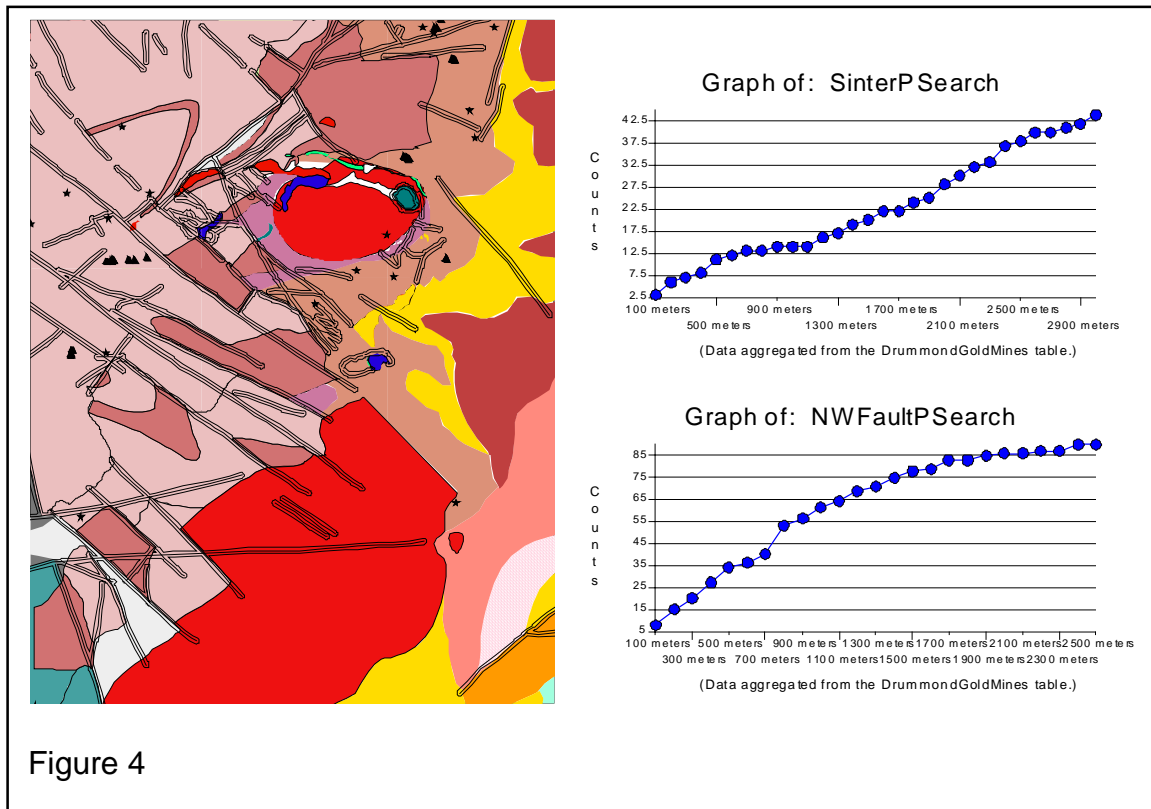 Graph of: SinterPSearch
Counts
42.5
37.5
32.5
27.5
22.5
17.5
12.5
7.5
2.5
100 meters 900 meters 1700 meters 2500 meters
500 meters 1300 meters 2100 meters 2900 meters
(Data aggregated from the DrummondGoldMines table.)
Graph of: NWFaultPSearch
Counts
85
75
65
55
45
35
25
15
5
100 meters 500 meters 900 meters 1300 meters 1700 meters 2100 meters 2500 meters
300 meters 700 meters 1100 meters 1500 meters 1900 meters 2300 meters
(Data aggregated from the DrummondGoldMines table.)
Figure 4